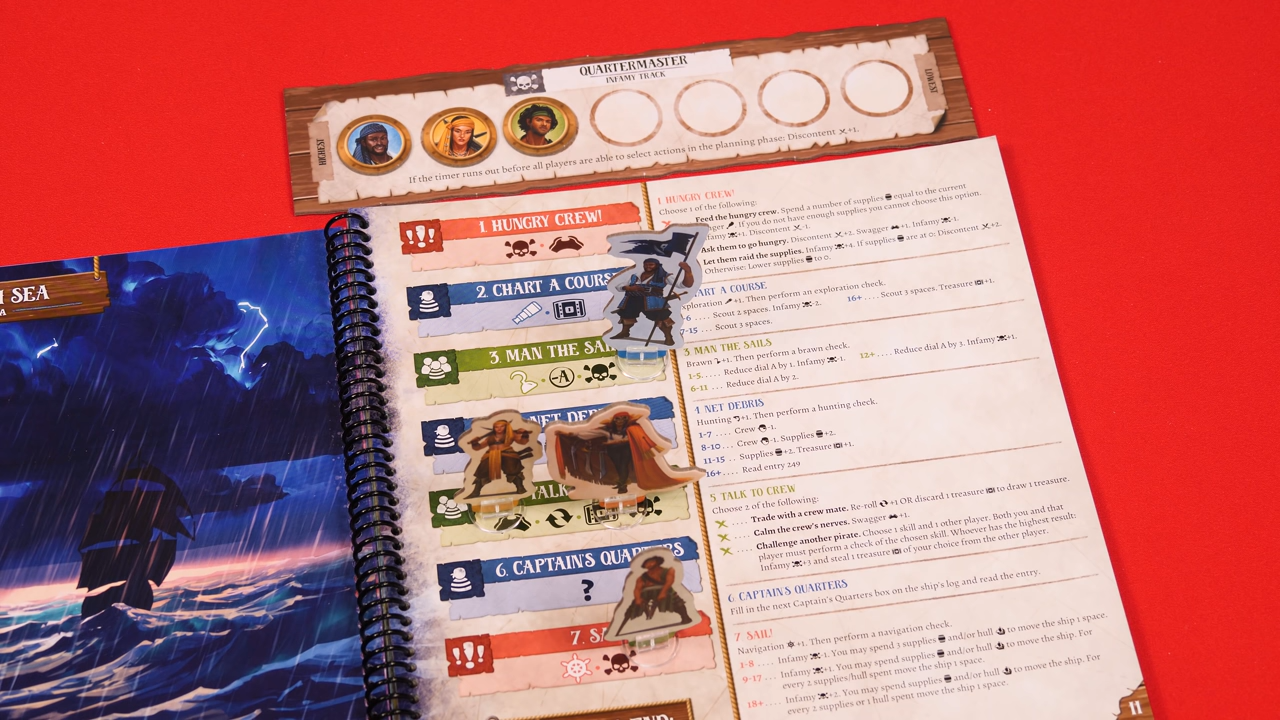 QUARTERMASTER
INFAMY TRACK
HIGHEST
LOWEST
If the timer runs out before all players are able to select actions in the planning phase: Discontent +1.
SEA
1. HUNGRY CREW!
2. CHART A COURSE
3. MAN THE SAI
NET DEB
TALK
6. CAPTAIN'S QUARTERS
?
7. SA
-A
1 HUNGRY CREW!
Choose 1 of the following:
Feed the hungry crew. Spend a number of supplies equal to the current
If you do not have enough supplies you cannot choose this option.
+1. Discontent -1.
Ask them to go hungry. Discontent +2. Swagger +1. Infamy -1.
Let them raid the supplies. Infamy +4. If supplies are at 0: Discontent +2.
Otherwise: Lower supplies to 0.
ART A COURSE
ploration +1. Then perform an exploration check.
-6 .... Scout 2 spaces. Infamy -2.
16+ .... Scout 3 spaces. Treasure +1.
7-15 .... Scout 3 spaces.
3 MAN THE SAILS
Brawn +1. Then perform a brawn check.
1-5..... Reduce dial A by 1. Infamy -1.
12+ .... Reduce dial A by 3. Infamy +1.
6-11 .... Reduce dial A by 2.
4 NET DEBRIS
Hunting +1. Then perform a hunting check.
1-7 .... Crew -1.
8-10... Crew -1. Supplies +2.
11-15 .. Supplies +2. Treasure +1.
16+.... Read entry 249
5 TALK TO CREW
Choose 2 of the following:
.... Trade with a crew mate. Re-roll +1 OR discard 1 treasure to draw 1 treasure.
.... Calm the crew's nerves. Swagger +1.
.... Challenge another pirate. Choose 1 skill and 1 other player. Both you and that
player must perform a check of the chosen skill. Whoever has the highest result:
Infamy +3 and steal 1 treasure of your choice from the other player.
6 CAPTAIN'S QUARTERS
Fill in the next Captain's Quarters box on the ship's log and read the entry.
7 SAIL!
Navigation +1. Then perform a navigation check.
1-8 .... Infamy -1. You may spend 3 supplies and/or hull to move the ship 1 space.
9-17 .... Infamy +1. You may spend supplies and/or hull to move the ship. For
every 2 supplies/hull spent move the ship 1 space.
18+.... Infamy +2. You may spend supplies and/or hull to move the ship. For
every 2 supplies or 1 hull spent move the ship 1 space.
11